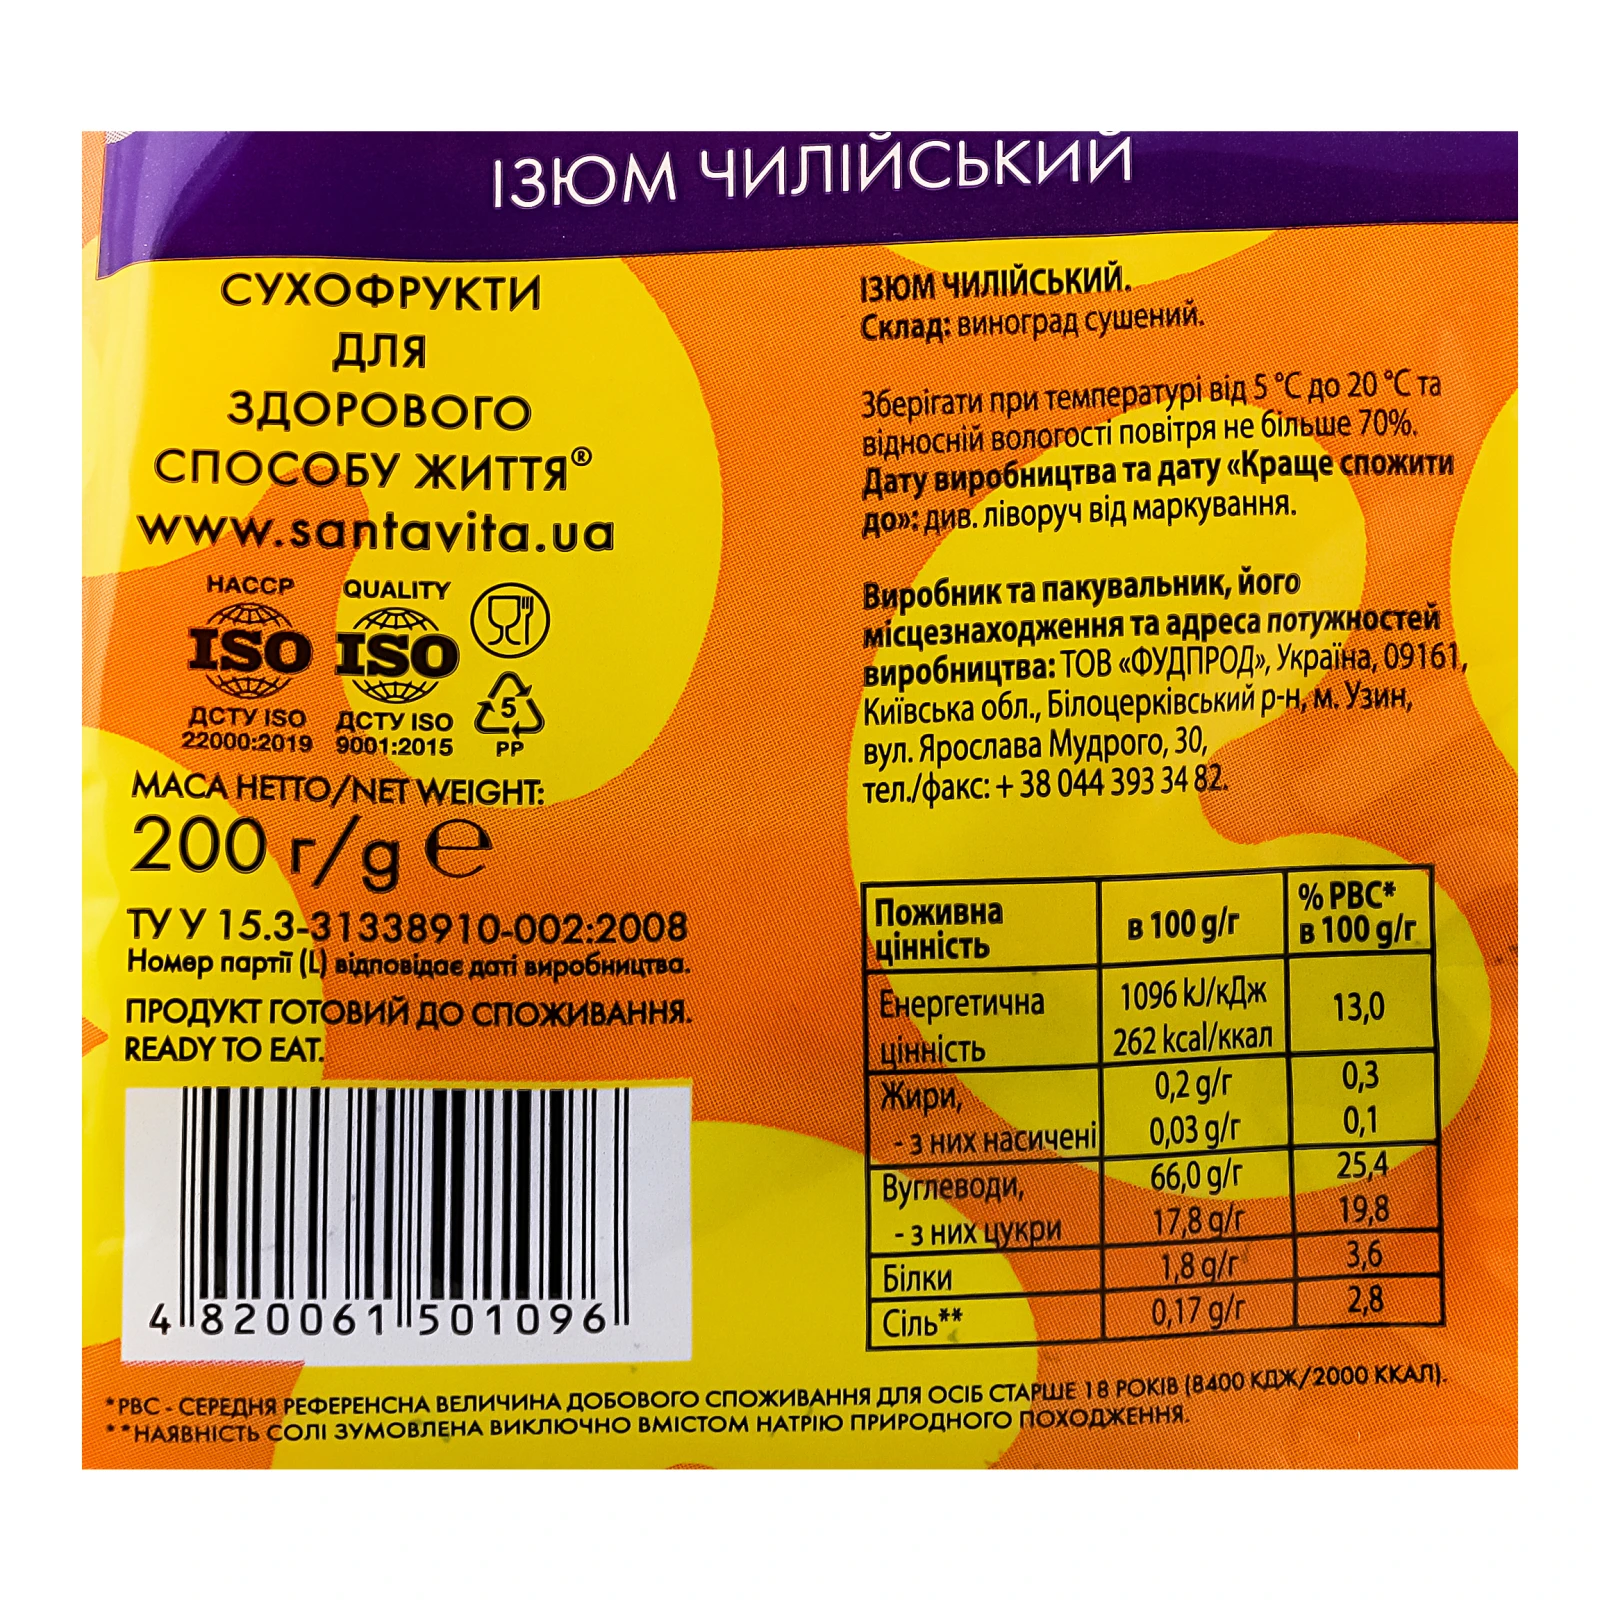 ІЗЮМ ЧИЛІЙСЬКИЙ
СУХОФРУКТИ
ДЛЯ
ЗДОРОВОГО
СПОСОБУ ЖИТТЯ®
www.santavita.ua
HACCP
ISO
ДСТУ ISO
22000:2019
QUALITY
ISO
ДСТУ ISO
9001:2015
5
PP
МАСА НЕТТО/NET WEIGHT:
200 г/g ℮
ТУ У 15.3-31338910-002:2008
Номер партії (L) відповідає даті виробництва.
ПРОДУКТ ГОТОВИЙ ДО СПОЖИВАННЯ.
READY TO EAT.
4 820061 501096
ІЗЮМ ЧИЛІЙСЬКИЙ.
Склад: виноград сушений.
Зберігати при температурі від 5 °C до 20 °C та
відносній вологості повітря не більше 70%.
Дату виробництва та дату «Краще спожити
до»: див. ліворуч від маркування.
Виробник та пакувальник, його
місцезнаходження та адреса потужностей
виробництва: ТОВ «ФУДПРОД», Україна, 09161,
Київська обл., Білоцерківський р-н, м. Узин,
вул. Ярослава Мудрого, 30,
тел./факс: + 38 044 393 34 82.
Поживна цінність в 100 g/г % РВС* в 100 g/г
Енергетична цінність 1096 kJ/кДж 262 kcal/ккал 13,0
Жири, 0,2 g/г 0,3
- з них насичені 0,03 g/г 0,1
Вуглеводи, 66,0 g/г 25,4
- з них цукри 17,8 g/г 19,8
Білки 1,8 g/г 3,6
Сіль** 0,17 g/г 2,8
*РВС - СЕРЕДНЯ РЕФЕРЕНСНА ВЕЛИЧИНА ДОБОВОГО СПОЖИВАННЯ ДЛЯ ОСІБ СТАРШЕ 18 РОКІВ (8400 КДЖ/2000 ККАЛ).
**НАЯВНІСТЬ СОЛІ ЗУМОВЛЕНА ВИКЛЮЧНО ВМІСТОМ НАТРІЮ ПРИРОДНОГО ПОХОДЖЕННЯ.